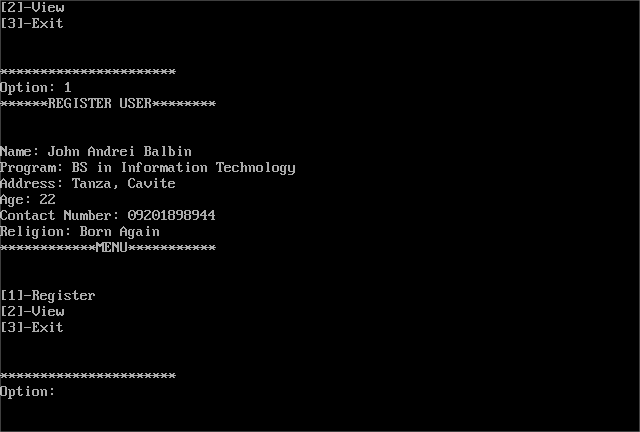 [2]-View
[3]-Exit
**********************
Option: 1
******REGISTER USER********
Name: John Andrei Balbin
Program: BS in Information Technology
Address: Tanza, Cavite
Age: 22
Contact Number: 09201898944
Religion: Born Again
************MENU***********
[1]-Register
[2]-View
[3]-Exit
**********************
Option: